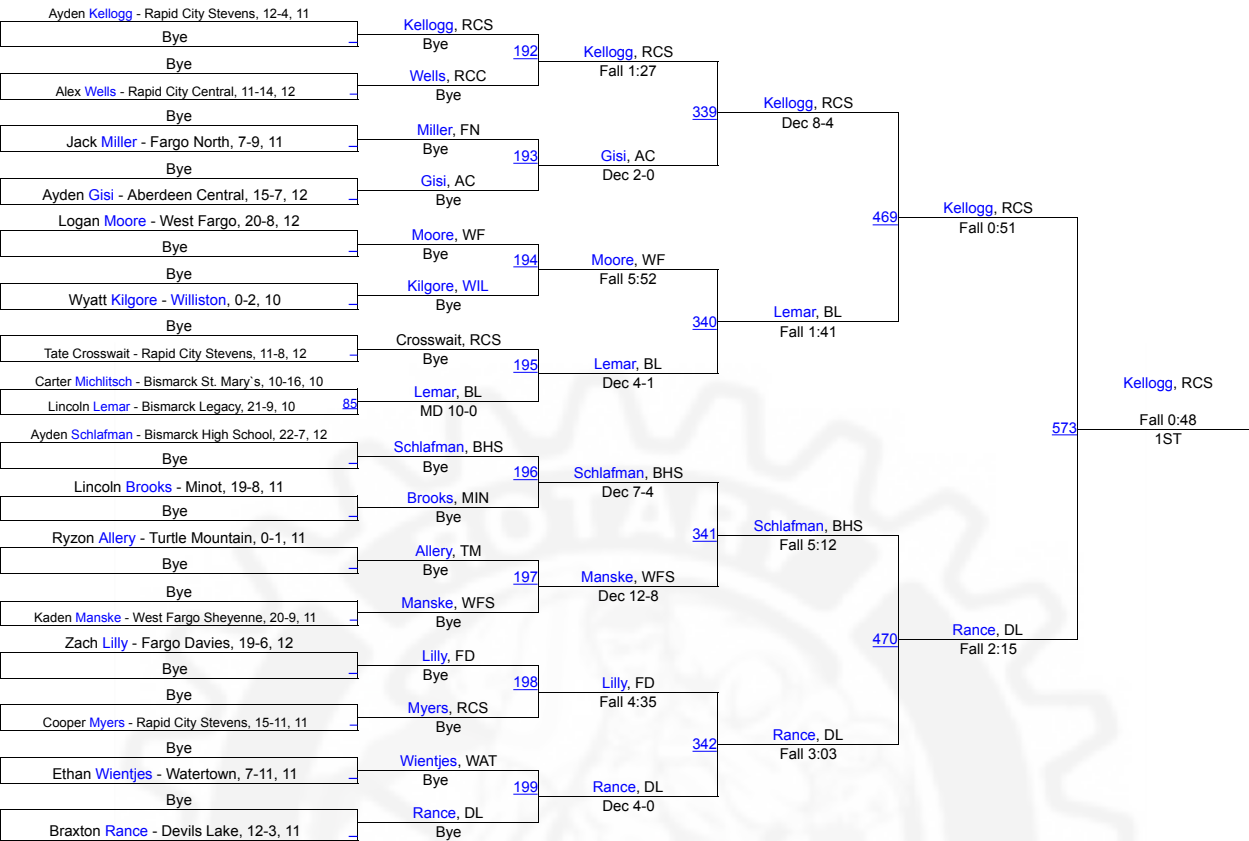 Ayden Kellogg - Rapid City Stevens, 12-4, 11
Bye
Bye
Alex Wells - Rapid City Central, 11-14, 12
Bye
Jack Miller - Fargo North, 7-9, 11
Bye
Ayden Gisi - Aberdeen Central, 15-7, 12
Logan Moore - West Fargo, 20-8, 12
Bye
Bye
Wyatt Kilgore - Williston, 0-2, 10
Bye
Tate Crosswait - Rapid City Stevens, 11-8, 12
Carter Michlitsch - Bismarck St. Mary`s, 10-16, 10
Lincoln Lemar - Bismarck Legacy, 21-9, 10
85
Ayden Schlafman - Bismarck High School, 22-7, 12
Bye
Lincoln Brooks - Minot, 19-8, 11
Bye
Ryzon Allery - Turtle Mountain, 0-1, 11
Bye
Bye
Kaden Manske - West Fargo Sheyenne, 20-9, 11
Zach Lilly - Fargo Davies, 19-6, 12
Bye
Bye
Cooper Myers - Rapid City Stevens, 15-11, 11
Bye
Ethan Wientjes - Watertown, 7-11, 11
Bye
Braxton Rance - Devils Lake, 12-3, 11
Kellogg, RCS
Bye
192
Wells, RCC
Bye
Miller, FN
Bye
193
Gisi, AC
Bye
Moore, WF
Bye
194
Kilgore, WIL
Bye
Crosswait, RCS
Bye
195
Lemar, BL
MD 10-0
Schlafman, BHS
Bye
196
Brooks, MIN
Bye
Allery, TM
Bye
197
Manske, WFS
Bye
Lilly, FD
Bye
198
Myers, RCS
Bye
Wientjes, WAT
Bye
199
Rance, DL
Bye
Kellogg, RCS
Fall 1:27
339
Gisi, AC
Dec 2-0
Moore, WF
Fall 5:52
340
Lemar, BL
Dec 4-1
Schlafman, BHS
Dec 7-4
341
Manske, WFS
Dec 12-8
Lilly, FD
Fall 4:35
342
Rance, DL
Dec 4-0
Kellogg, RCS
Dec 8-4
469
Lemar, BL
Fall 1:41
Schlafman, BHS
Fall 5:12
470
Rance, DL
Fall 3:03
Kellogg, RCS
Fall 0:51
573
Rance, DL
Fall 2:15
Kellogg, RCS
Fall 0:48
1ST